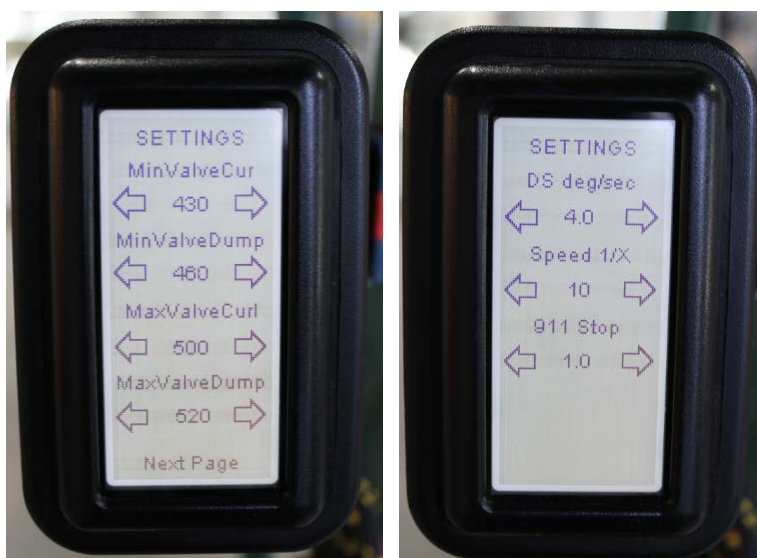 SETTINGS
MinValveCur
430
MinValveDump
460
MaxValveCurl
500
MaxValveDump
520
Next Page
SETTINGS
DS deg/sec
4.0
Speed 1/X
10
911 Stop
1.0